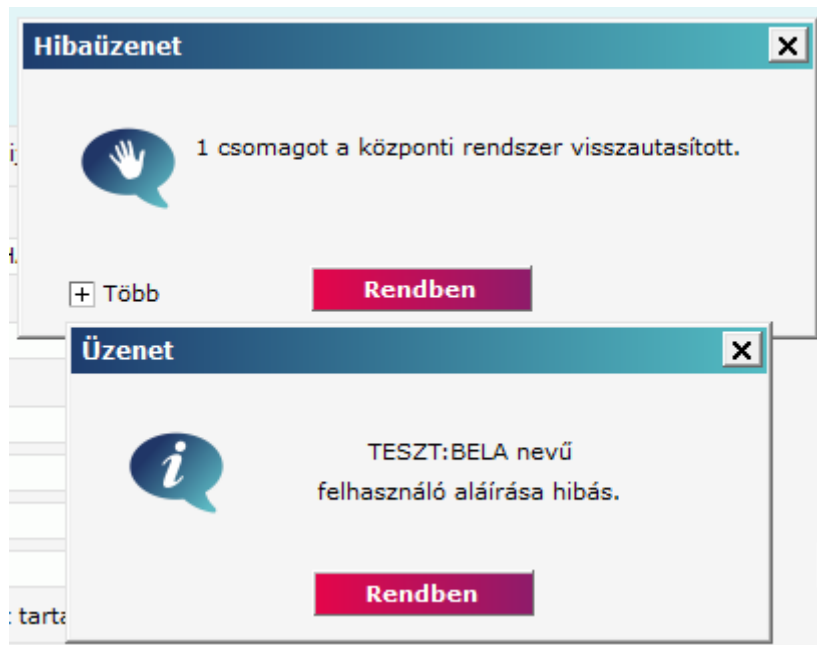 Hibaüzenet
1 csomagot a központi rendszer visszautasított.
+ Több
Rendben
Üzenet
TESZT:BELA nevű
felhasználó aláírása hibás.
Rendben